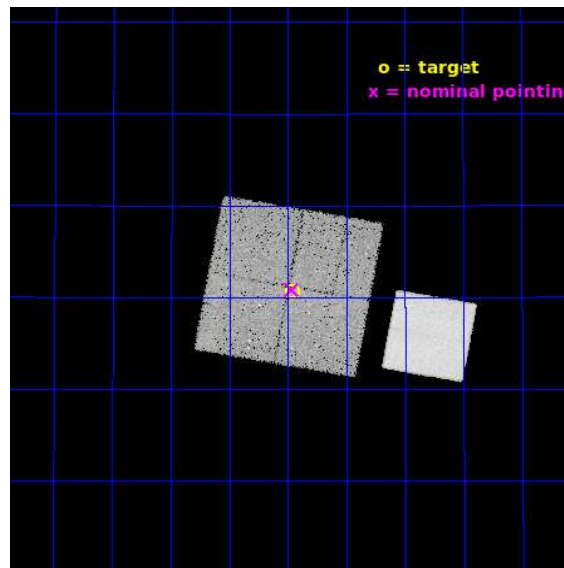 o = target
x = nominal pointin